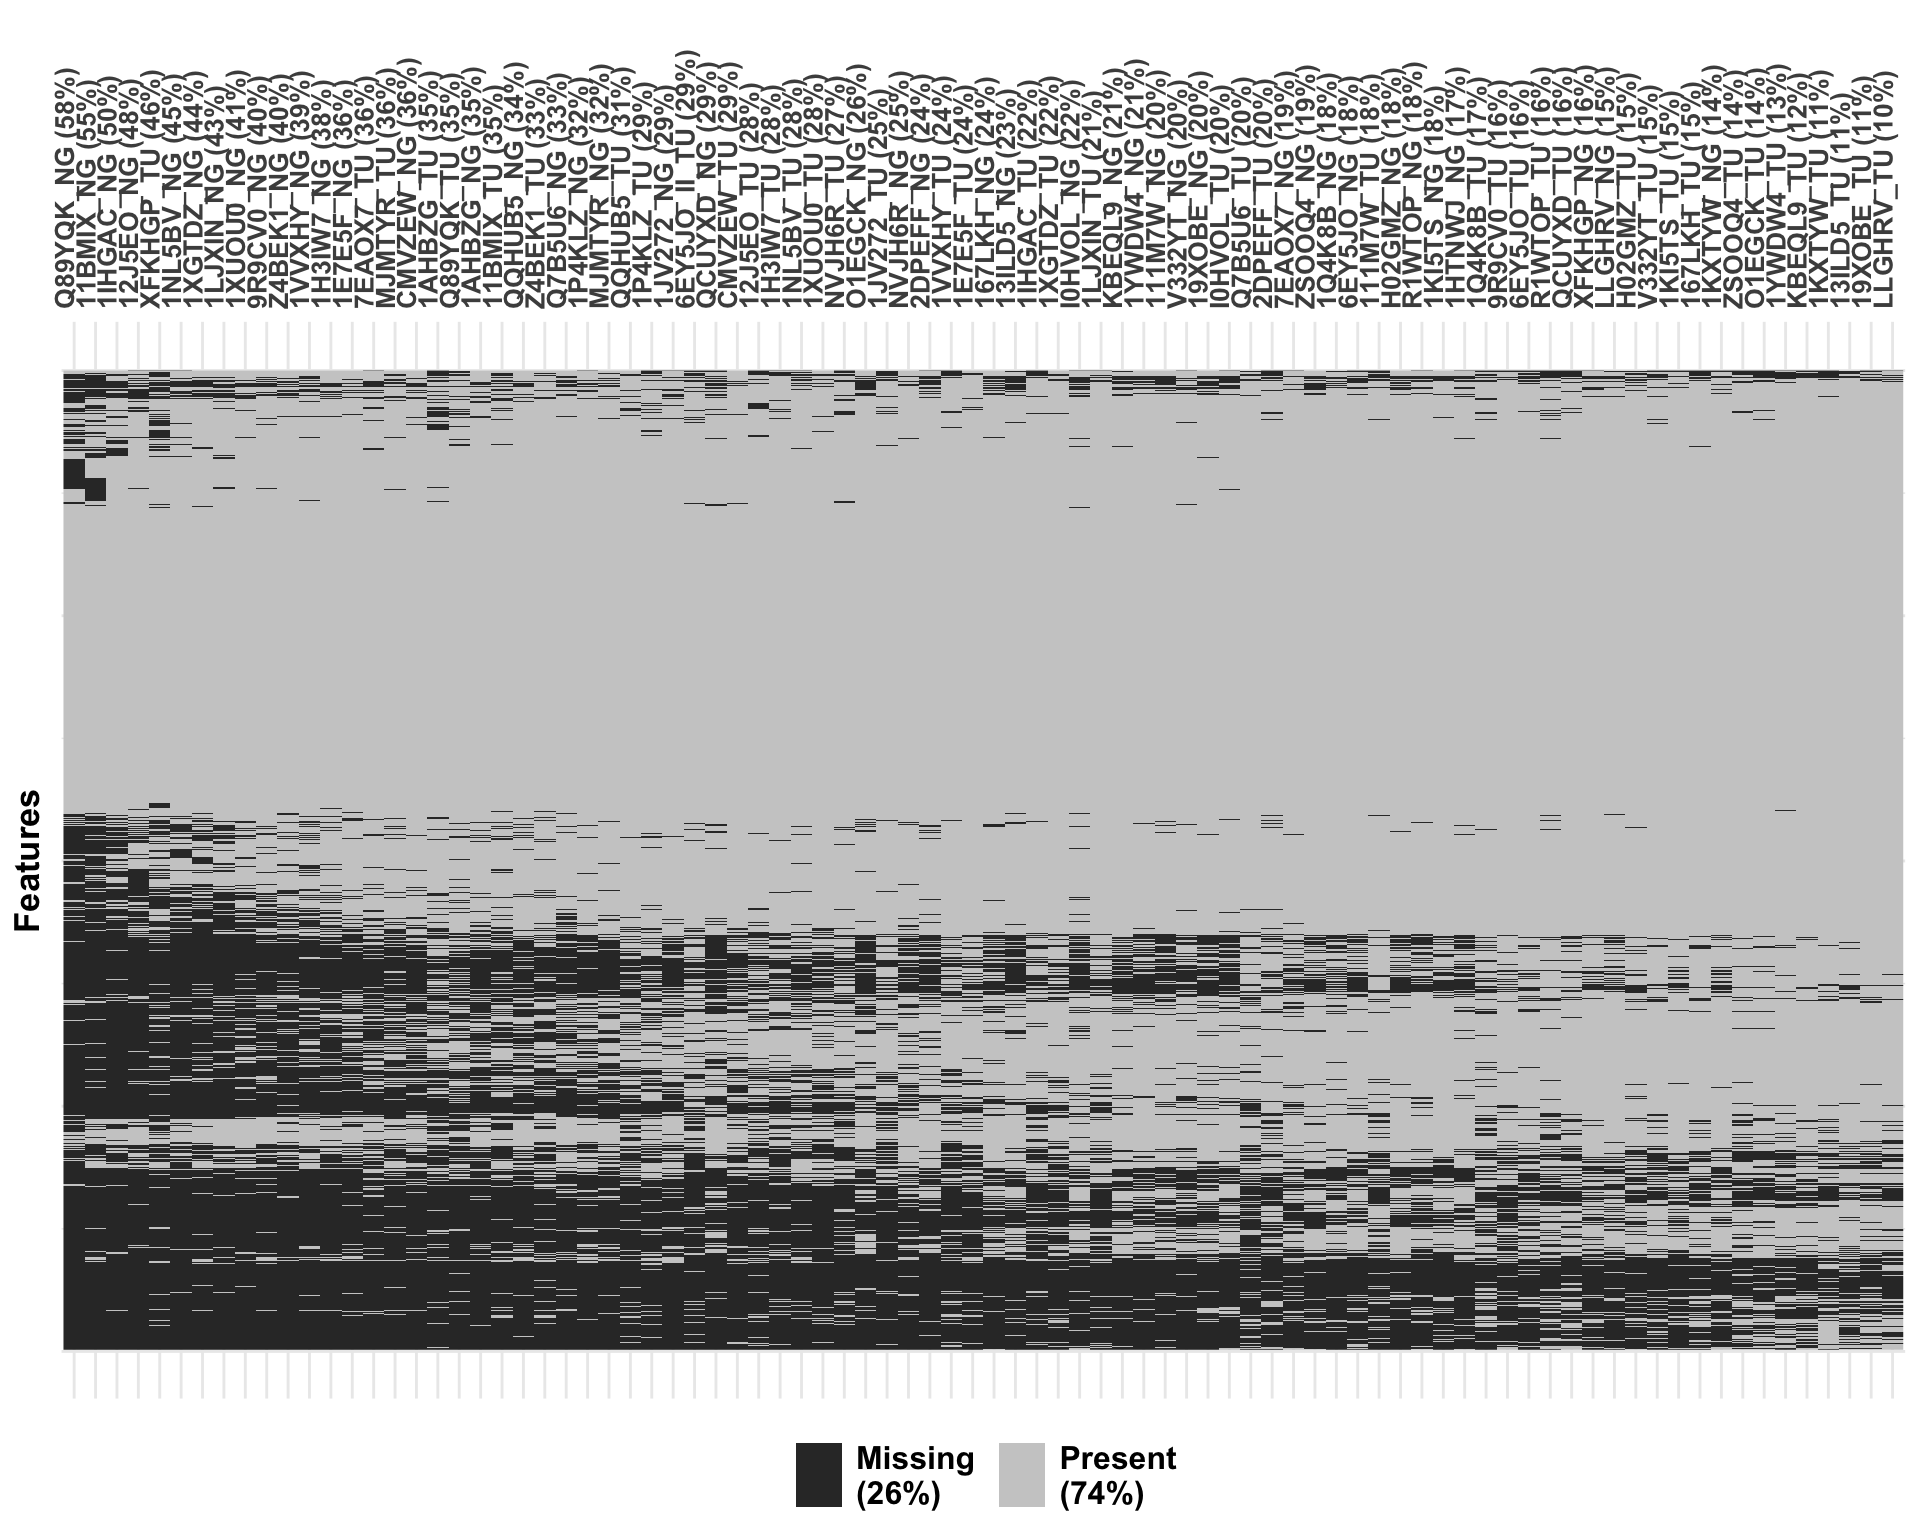 Q89YQK_NG (58%)
11BMIX_NG (55%)
1IHGAC_NG (50%)
12J5EO_NG (48%)
XFKHGP_TU (46%)
1NL5BV_NG (45%)
1XGTDZ_NG (44%)
1LJXIN_NG (43%)
1XUOU0_NG (41%)
9R9CV0_NG (40%)
Z4BEK1_NG (40%)
1VVXHY_NG (39%)
1H3IW7_NG (38%)
1E7E5F_NG (36%)
7EAOX7_TU (36%)
MJMTYR_TU (36%)
CMVZEW_NG (36%)
1AHBZG_TU (35%)
Q89YQK_TU (35%)
1AHBZG_NG (35%)
11BMIX_TU (35%)
QQHUB5_NG (34%)
Z4BEK1_TU (33%)
Q7B5U6_NG (33%)
1P4KLZ_NG (32%)
MJMTYR_NG (32%)
QQHUB5_TU (31%)
1P4KLZ_TU (29%)
1JV272_NG (29%)
6EY5JO_II_TU (29%)
QCUYXD_NG (29%)
CMVZEW_TU (29%)
12J5EO_TU (28%)
1H3IW7_TU (28%)
1NL5BV_TU (28%)
1XUOU0_TU (28%)
NVJH6R_TU (27%)
O1EGCK_NG (26%)
1JV272_TU (25%)
NVJH6R_NG (25%)
2DPEFF_NG (24%)
1VVXHY_TU (24%)
1E7E5F_TU (24%)
167LKH_NG (24%)
13ILD5_NG (23%)
1IHGAC_TU (22%)
1XGTDZ_TU (22%)
I0HVOL_NG (22%)
1LJXIN_TU (21%)
KBEQL9_NG (21%)
1YWDW4_NG (21%)
111M7W_NG (20%)
V332YT_NG (20%)
19XOBE_NG (20%)
I0HVOL_TU (20%)
Q7B5U6_TU (20%)
2DPEFF_TU (20%)
7EAOX7_NG (19%)
ZSOOQ4_NG (19%)
1Q4K8B_NG (18%)
6EY5JO_NG (18%)
111M7W_TU (18%)
H02GMZ_NG (18%)
R1WTOP_NG (18%)
1KI5TS_NG (18%)
1HTNWJ_NG (17%)
1Q4K8B_TU (17%)
9R9CV0_TU (16%)
6EY5JO_TU (16%)
R1WTOP_TU (16%)
QCUYXD_TU (16%)
XFKHGP_NG (16%)
LLGHRV_NG (15%)
H02GMZ_TU (15%)
V332YT_TU (15%)
1KI5TS_TU (15%)
167LKH_TU (15%)
1KXTYW_NG (14%)
ZSOOQ4_TU (14%)
O1EGCK_TU (14%)
1YWDW4_TU (13%)
KBEQL9_TU (12%)
1KXTYW_TU (11%)
13ILD5_TU (11%)
19XOBE_TU (11%)
LLGHRV_TU (10%)
Features
Missing
(26%)
Present
(74%)